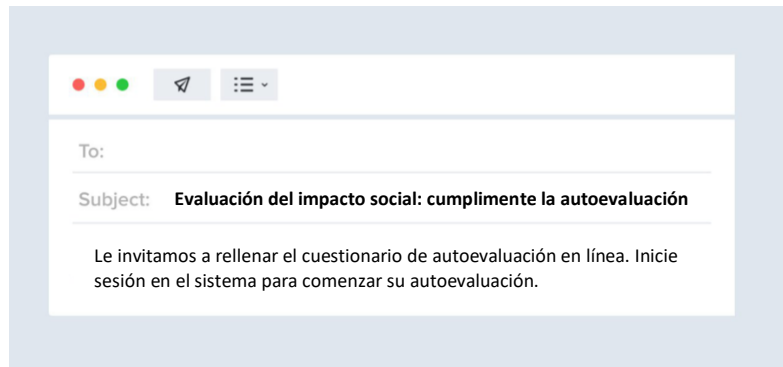 To:
Subject: Evaluación del impacto social: cumplimente la autoevaluación
Le invitamos a rellenar el cuestionario de autoevaluación en línea. Inicie
sesión en el sistema para comenzar su autoevaluación.